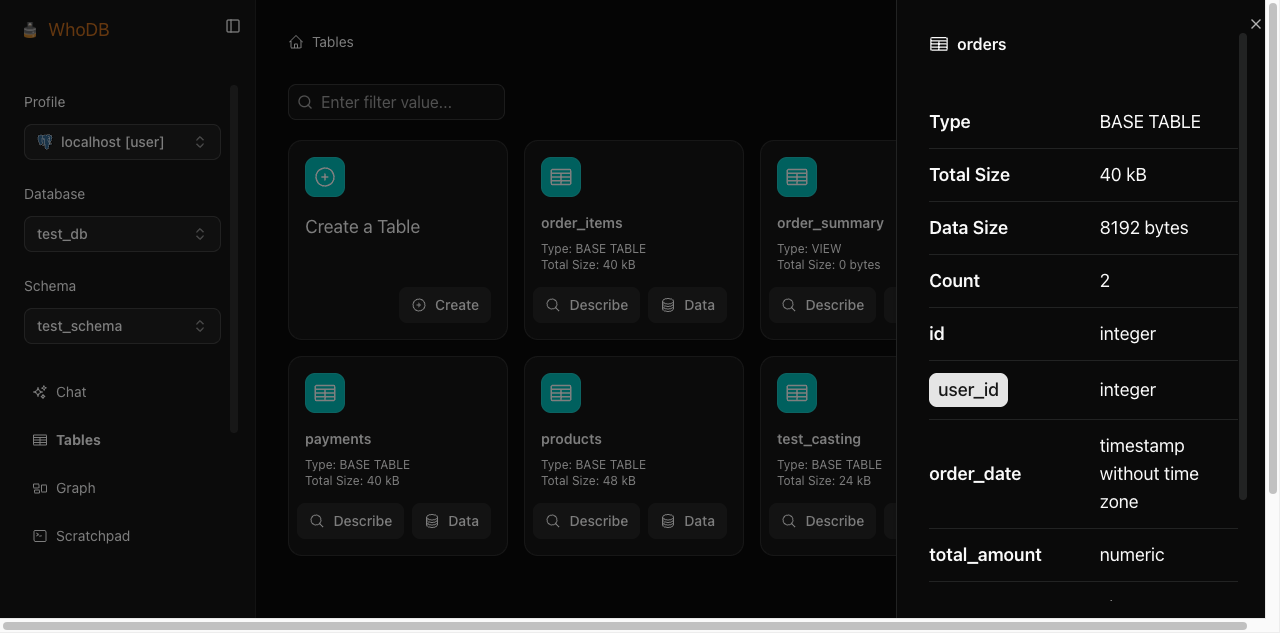 WhoDB
Profile
localhost [user]
Database
test_db
Schema
test_schema
Chat
Tables
Graph
Scratchpad
Tables
Enter filter value...
Create a Table
Create
order_items
Type: BASE TABLE
Total Size: 40 kB
Describe
Data
order_summary
Type: VIEW
Total Size: 0 bytes
Describe
payments
Type: BASE TABLE
Total Size: 40 kB
Describe
Data
products
Type: BASE TABLE
Total Size: 48 kB
Describe
Data
test_casting
Type: BASE TABLE
Total Size: 24 kB
Describe
orders
Type BASE TABLE
Total Size 40 kB
Data Size 8192 bytes
Count 2
id integer
user_id integer
order_date timestamp
without time
zone
total_amount numeric